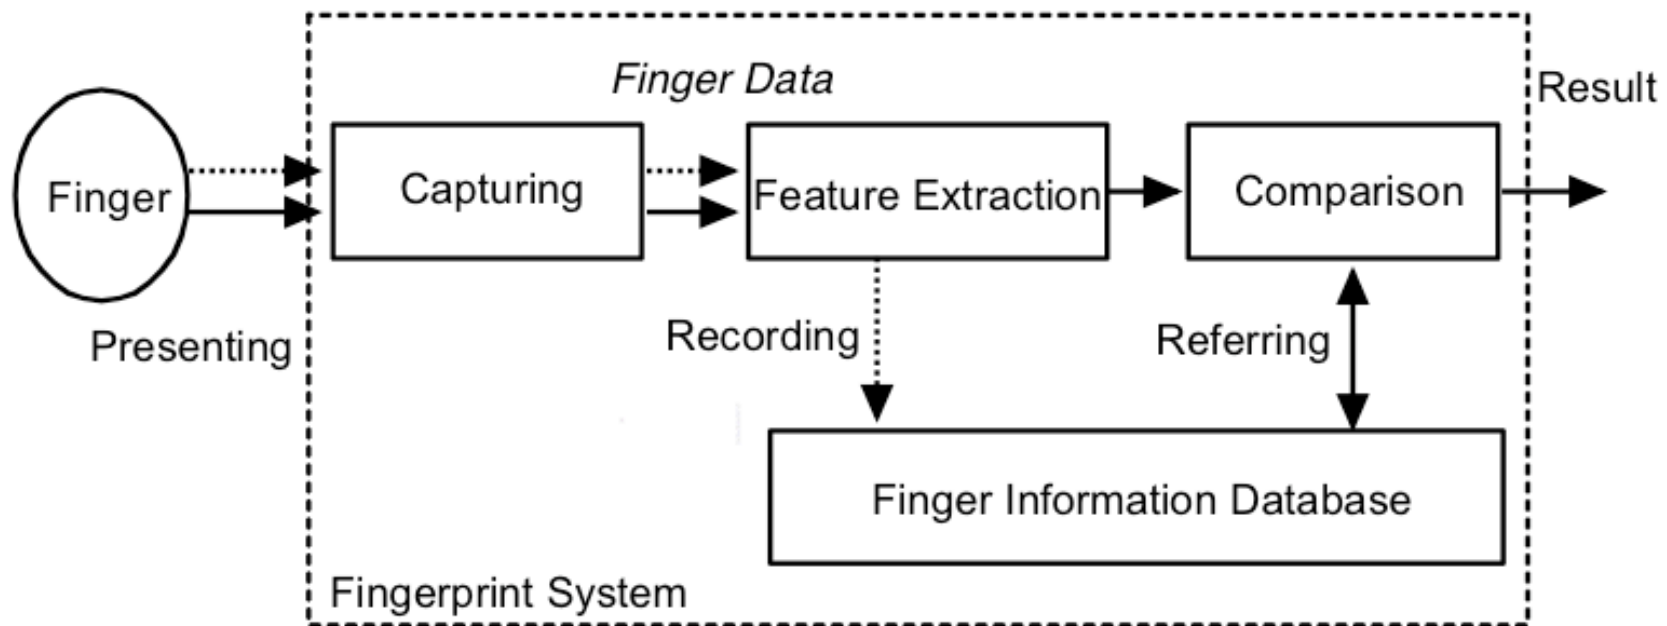 Finger Data
Result
Finger
Capturing
Feature Extraction
Comparison
Presenting
Recording
Referring
Finger Information Database
Fingerprint System